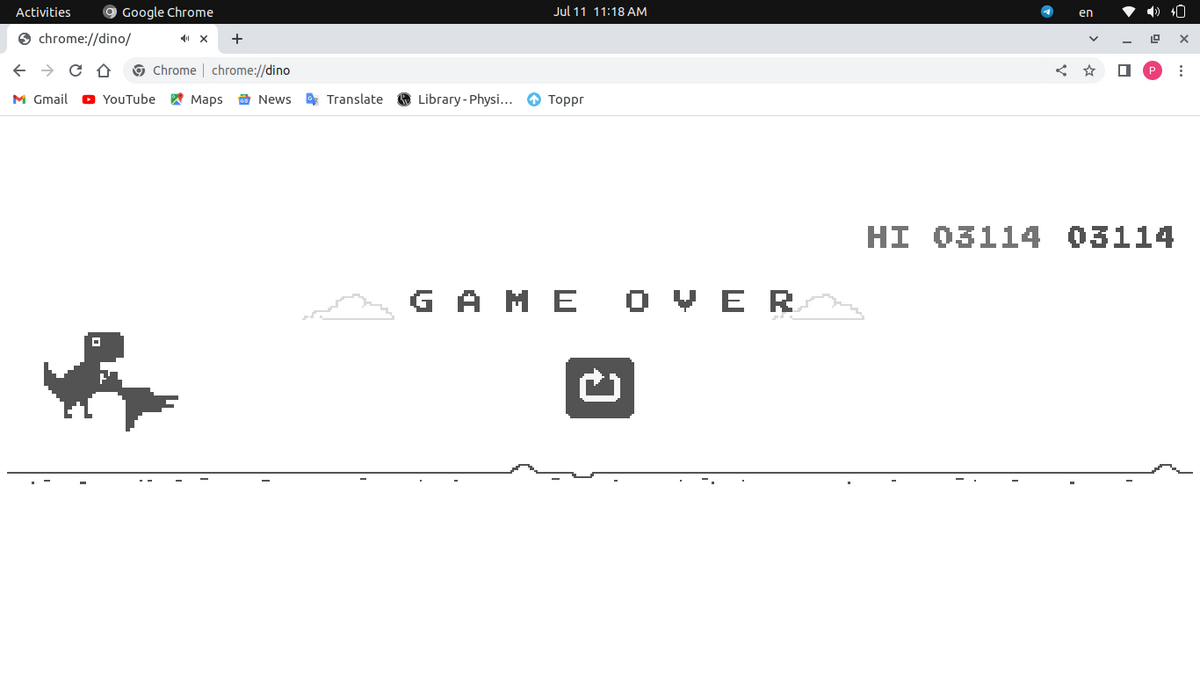 Activities Google Chrome Jul 11 11:18 AM en
chrome://dino/
Chrome chrome://dino P
Gmail YouTube Maps News Translate Library - Physi... Toppr
HI 03114 03114
GAME OVER